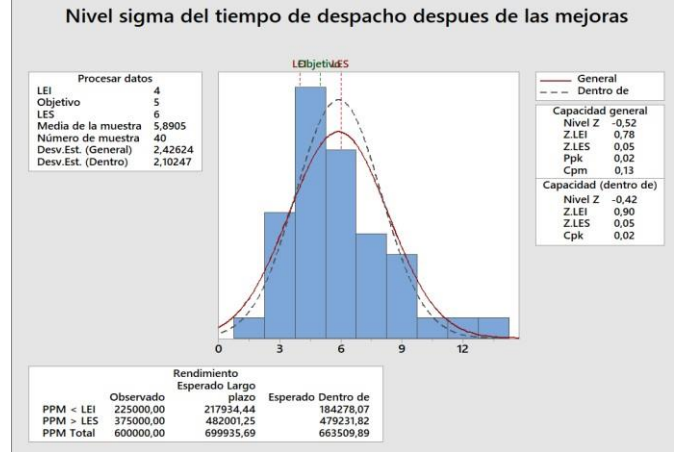 Nivel sigma del tiempo de despacho despues de las mejoras
LEI Objetivo LES
Procesar datos
LEI 4
Objetivo 5
LES 6
Media de la muestra 5,8905
Número de muestra 40
Desv.Est. (General) 2,42624
Desv.Est. (Dentro) 2,10247
General
Dentro de
Capacidad general
Nivel Z -0,52
Z.LEI 0,78
Z.LES 0,05
Ppk 0,02
Cpm 0,13
Capacidad (dentro de)
Nivel Z -0,42
Z.LEI 0,90
Z.LES 0,05
Cpk 0,02
0 3 6 9 12
Rendimiento
Esperado Largo
Observado plazo Esperado Dentro de
PPM < LEI 225000,00 217934,44 184278,07
PPM > LES 375000,00 482001,25 479231,82
PPM Total 600000,00 699935,69 663509,89